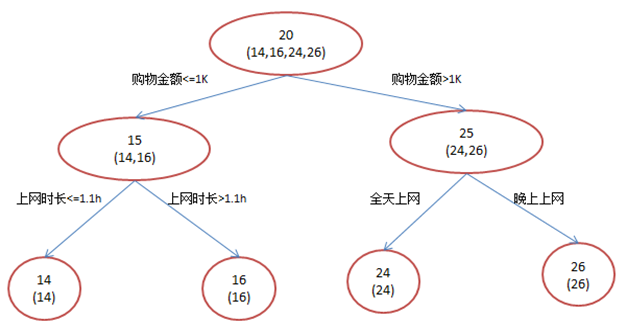 20
(14,16,24,26)
购物金额<=1K
购物金额>1K
15
(14,16)
25
(24,26)
上网时长<=1.1h
上网时长>1.1h
全天上网
晚上上网
14
(14)
16
(16)
24
(24)
26
(26)